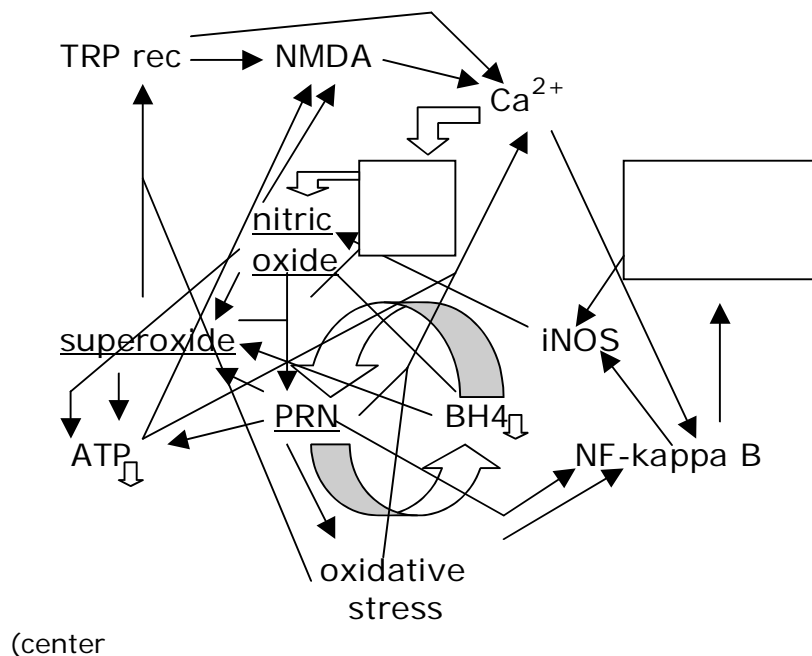 TRP rec
NMDA
Ca²⁺
nitric
oxide
superoxide
iNOS
PRN
BH4
ATP
NF-kappa B
oxidative
stress
(center